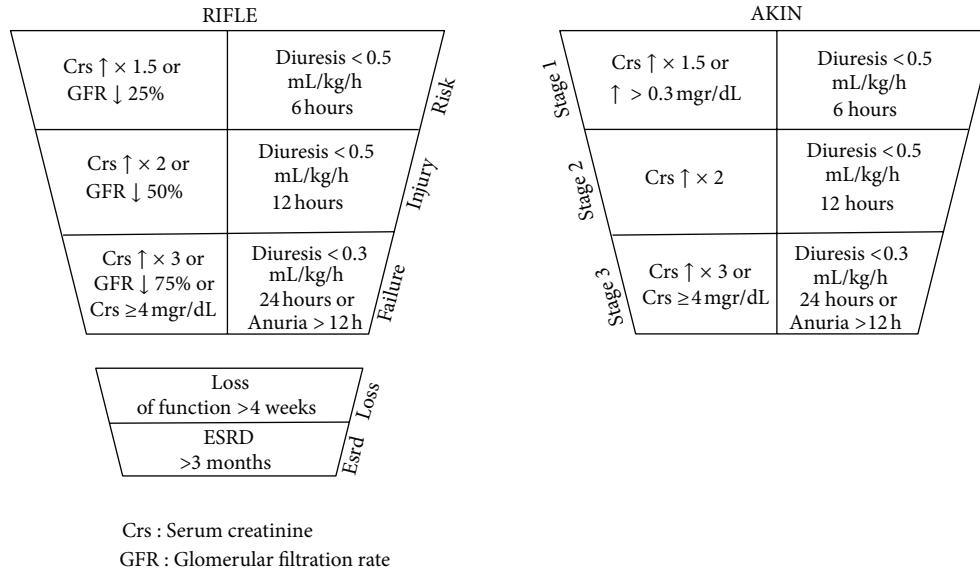 RIFLE
Crs ↑ × 1.5 or
GFR ↓ 25%
Diuresis < 0.5
mL/kg/h
6 hours
Risk
Crs ↑ × 2 or
GFR ↓ 50%
Diuresis < 0.5
mL/kg/h
12 hours
Injury
Crs ↑ × 3 or
GFR ↓ 75% or
Crs ≥4 mgr/dL
Diuresis < 0.3
mL/kg/h
24 hours or
Anuria > 12 h
Failure
Loss
of function >4 weeks
Loss
ESRD
>3 months
Esrd
AKIN
Stage 1
Crs ↑ × 1.5 or
↑ > 0.3 mgr/dL
Diuresis < 0.5
mL/kg/h
6 hours
Stage 2
Crs ↑ × 2
Diuresis < 0.5
mL/kg/h
12 hours
Stage 3
Crs ↑ × 3 or
Crs ≥4 mgr/dL
Diuresis < 0.3
mL/kg/h
24 hours or
Anuria >12 h
Crs : Serum creatinine
GFR : Glomerular filtration rate